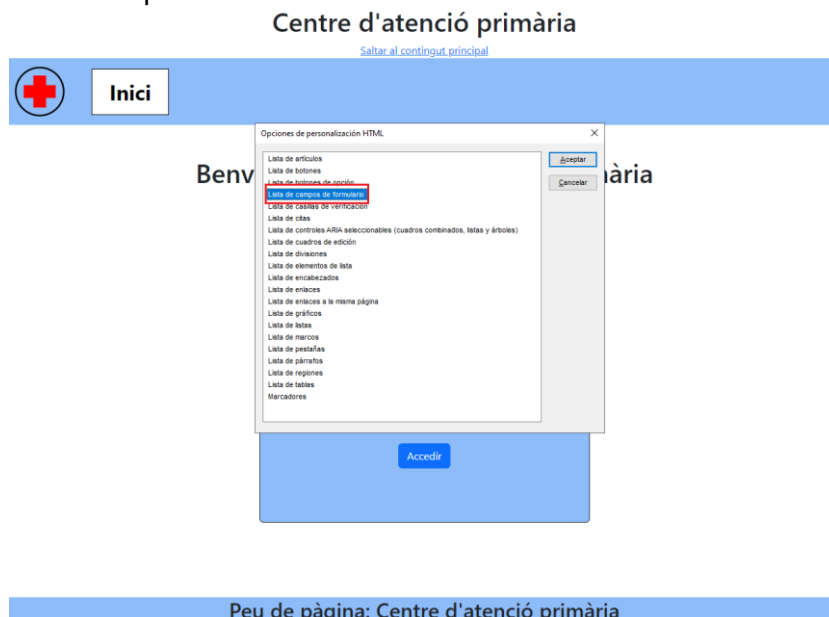 Centre d'atenció primària
Saltar al contingut principal
Inici
Opciones de personalización HTML
Benv
ària
Lista de artículos
Lista de botones
Lista de botones de opción
Lista de campos de formulario
Lista de casillas de verificación
Lista de citas
Lista de controles ARIA seleccionables (cuadros combinados, listas y árboles)
Lista de cuadros de edición
Lista de divisiones
Lista de elementos de lista
Lista de encabezados
Lista de enlaces
Lista de enlaces a la misma página
Lista de gráficos
Lista de listas
Lista de marcos
Lista de pestañas
Lista de párrafos
Lista de regiones
Lista de tablas
Marcadores
Aceptar
Cancelar
Accedir
Peu de pàgina: Centre d'atenció primària